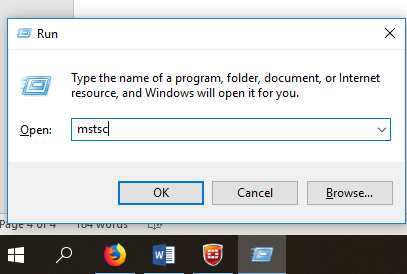 Run
Type the name of a program, folder, document, or Internet
resource, and Windows will open it for you.
Open: mstsc
OK Cancel Browse...
Page 4 of 4 184 words